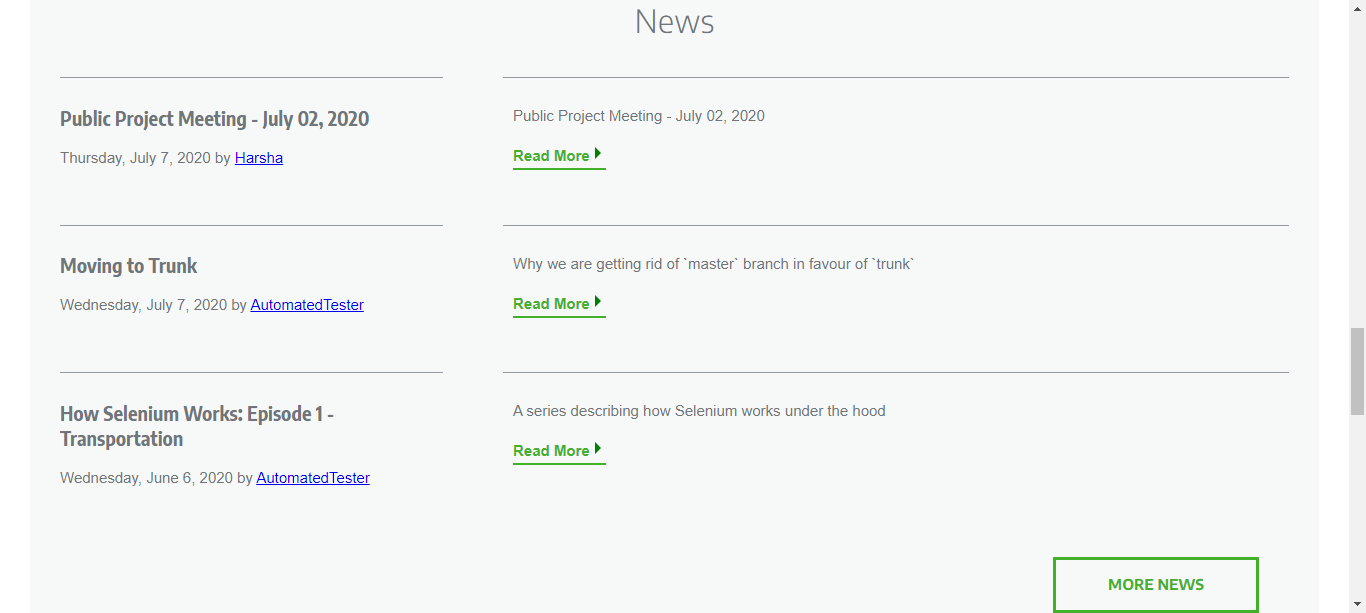 News
Public Project Meeting - July 02, 2020
Thursday, July 7, 2020 by Harsha
Public Project Meeting - July 02, 2020
Read More
Moving to Trunk
Wednesday, July 7, 2020 by AutomatedTester
Why we are getting rid of `master` branch in favour of `trunk`
Read More
How Selenium Works: Episode 1 -
Transportation
Wednesday, June 6, 2020 by AutomatedTester
A series describing how Selenium works under the hood
Read More
MORE NEWS